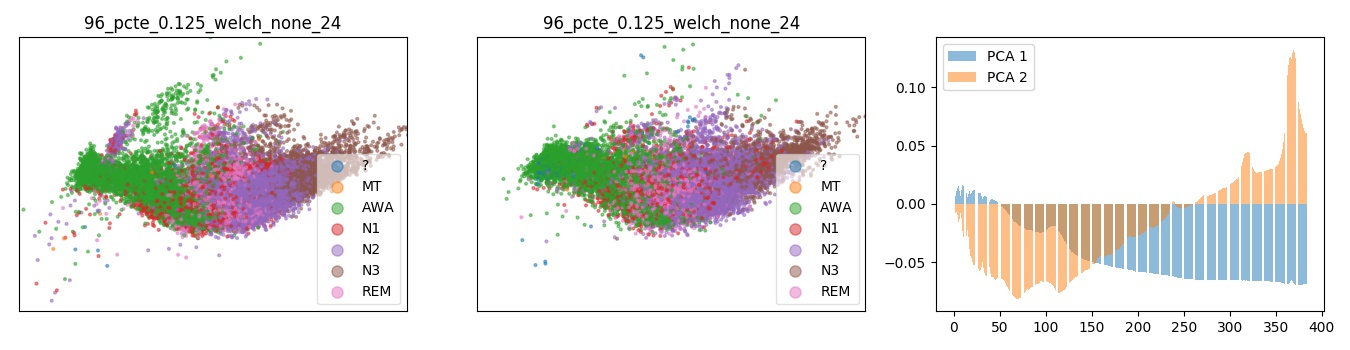 96_pcte_0.125_welch_none_24
?
MT
AWA
N1
N2
N3
REM
96_pcte_0.125_welch_none_24
?
MT
AWA
N1
N2
N3
REM
PCA 1
PCA 2
0.10
0.05
0.00
−0.05
0 50 100 150 200 250 300 350 400